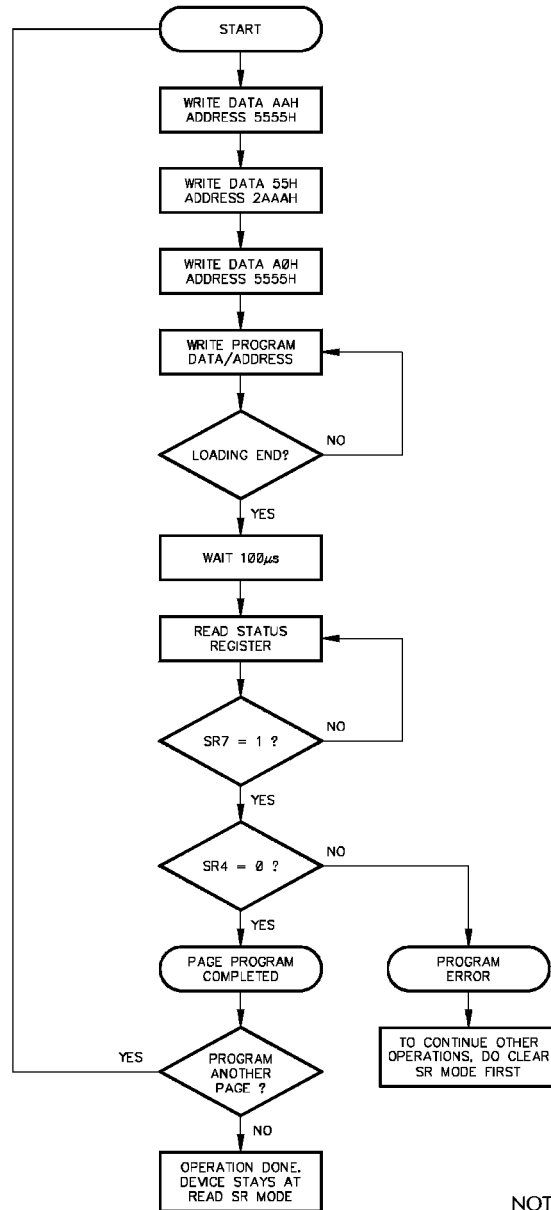 START
WRITE DATA AAH
ADDRESS 5555H
WRITE DATA 55H
ADDRESS 2AAAH
WRITE DATA A0H
ADDRESS 5555H
WRITE PROGRAM
DATA/ADDRESS
LOADING END?
NO
YES
WAIT 100µs
READ STATUS
REGISTER
SR7 = 1 ?
NO
YES
SR4 = 0 ?
NO
YES
PAGE PROGRAM
COMPLETED
PROGRAM
ERROR
TO CONTINUE OTHER
OPERATIONS, DO CLEAR
SR MODE FIRST
YES
PROGRAM
ANOTHER
PAGE ?
NO
OPERATION DONE.
DEVICE STAYS AT
READ SR MODE
NOT